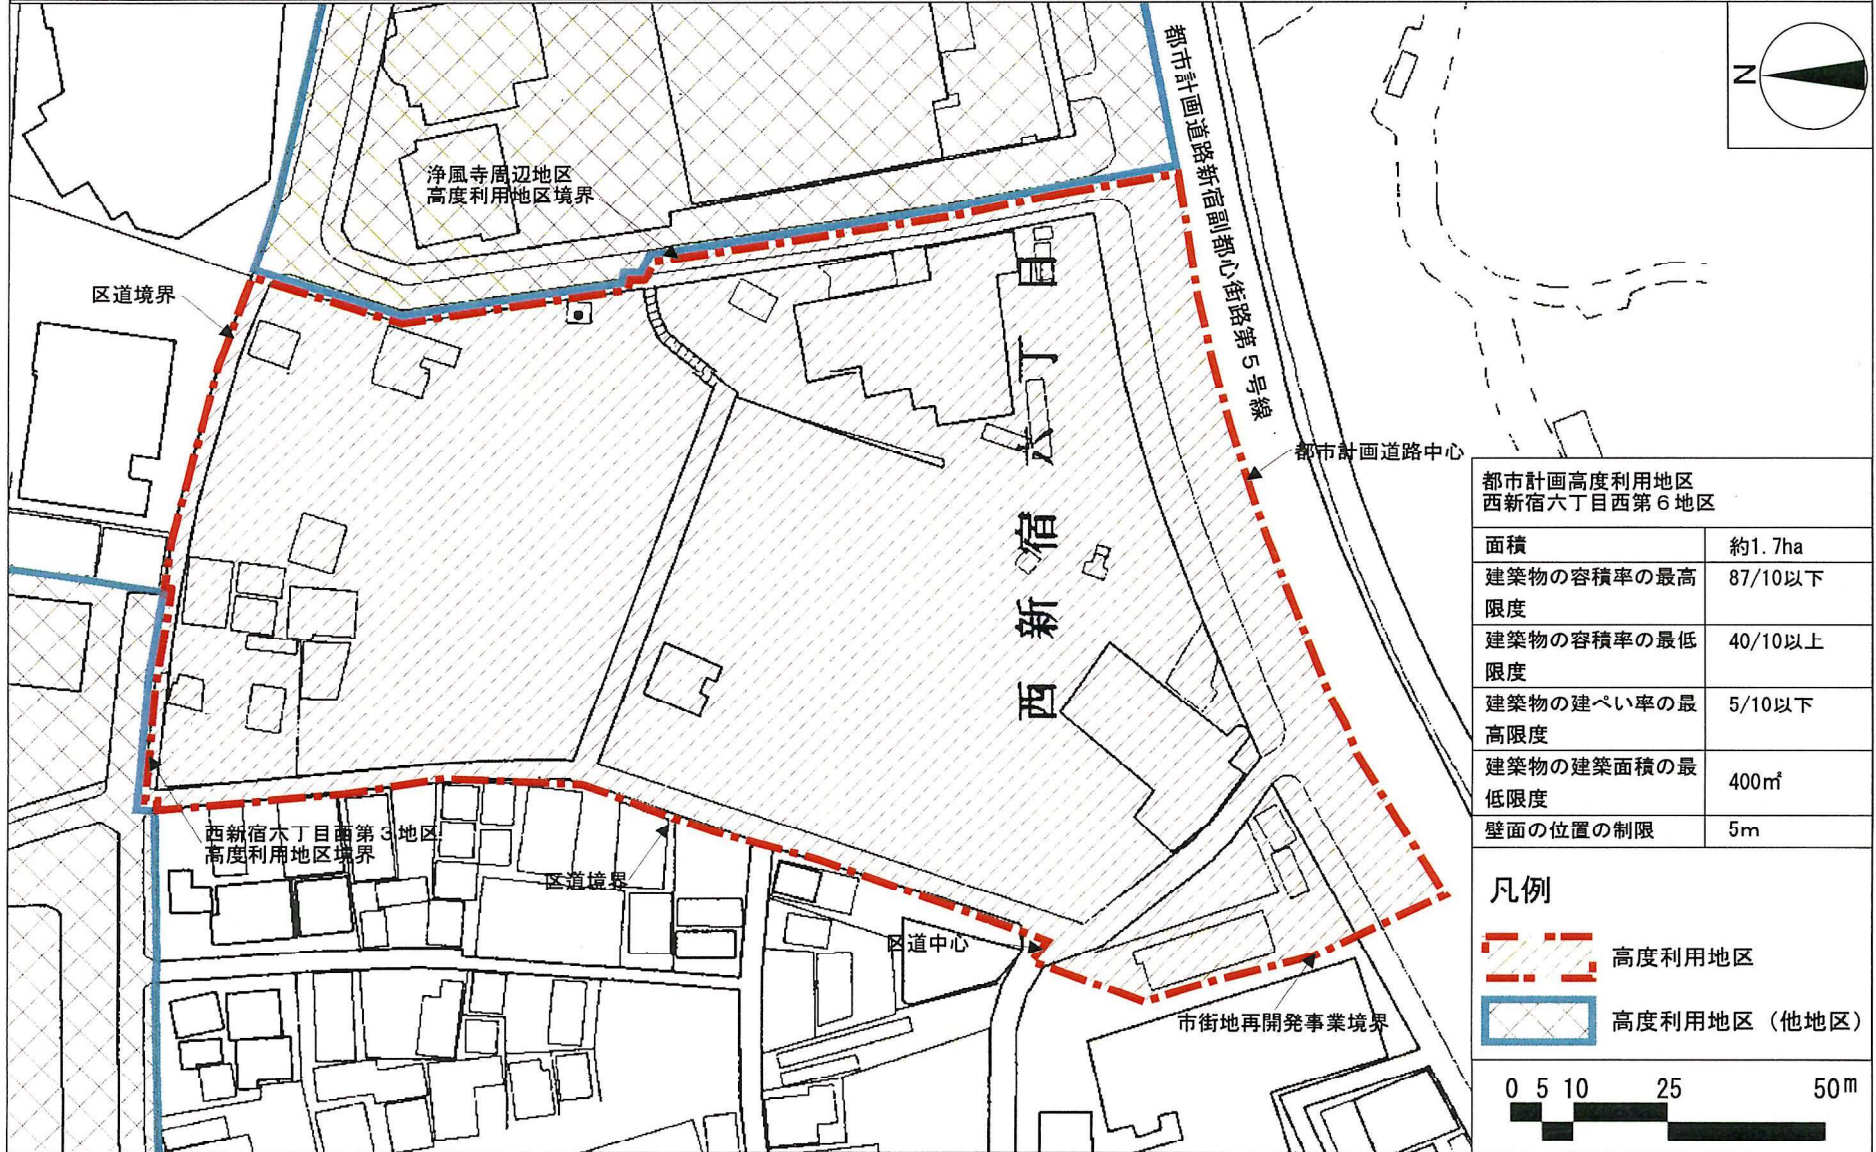 N
都市計画道路新宿副都心街路第5号線
浄風寺周辺地区
高度利用地区境界
区道境界
西新宿六丁目
都市計画道路中心
西新宿六丁目西第3地区
高度利用地区境界
区道境界
区道中心
市街地再開発事業境界
都市計画高度利用地区
西新宿六丁目西第6地区
面積 約1.7ha
建築物の容積率の最高 87/10以下
限度
建築物の容積率の最低 40/10以上
限度
建築物の建ぺい率の最 5/10以下
高限度
建築物の建築面積の最
低限度 400㎡
壁面の位置の制限 5m
凡例
高度利用地区
高度利用地区（他地区）
0 5 10 25 50m